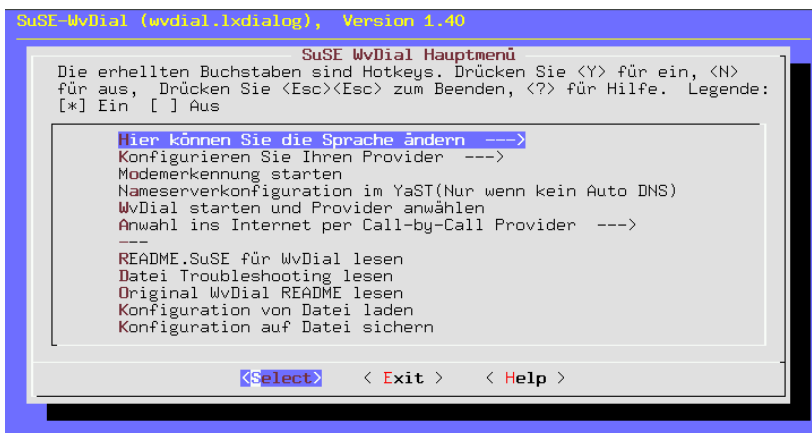 SuSE-WvDial (wvdial.lxdialog), Version 1.40
SuSE WvDial Hauptmenü
Die erhellten Buchstaben sind Hotkeys. Drücken Sie <Y> für ein, <N>
für aus, Drücken Sie <Esc><Esc> zum Beenden, <?> für Hilfe. Legende:
[*] Ein [ ] Aus
Hier können Sie die Sprache ändern --->
Konfigurieren Sie Ihren Provider --->
Modemerkennung starten
Nameserverkonfiguration im YaST(Nur wenn kein Auto DNS)
WvDial starten und Provider anwählen
Anwahl ins Internet per Call-by-Call Provider --->
---
README.SuSE für WvDial lesen
Datei Troubleshooting lesen
Original WvDial README lesen
Konfiguration von Datei laden
Konfiguration auf Datei sichern
<Select> < Exit > < Help >